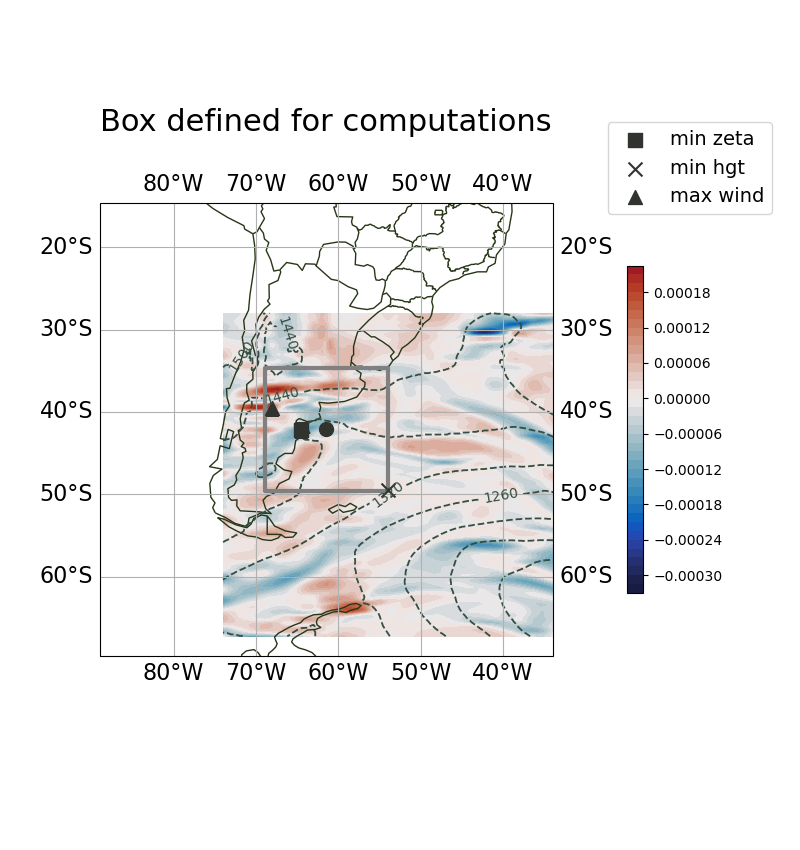 Box defined for computations
min zeta
min hgt
max wind
80°W 70°W 60°W 50°W 40°W
20°S 20°S
30°S 30°S
40°S 40°S
50°S 50°S
60°S 60°S
80°W 70°W 60°W 50°W 40°W
1440
1440
1260
0.00018
0.00012
0.00006
0.00000
−0.00006
−0.00012
−0.00018
−0.00024
−0.00030